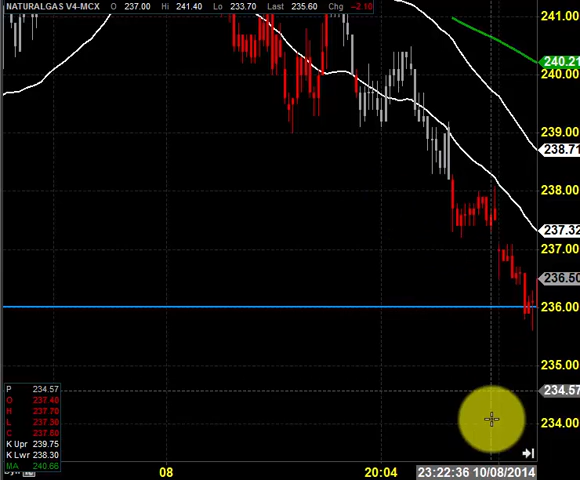 NATURALGAS V4-MCX O 237.00 Hi 241.40 Lo 233.70 Last 235.60 Chg -2.10
241.00
240.21
240.00
239.00
238.71
238.00
237.32
237.00
236.50
236.00
235.00
234.57
234.00
P 234.57
O 237.40
H 237.70
L 237.30
C 237.60
K Upr 239.75
K Lwr 238.30
MA 240.66
08 20:04 23:22:36 10/08/2014